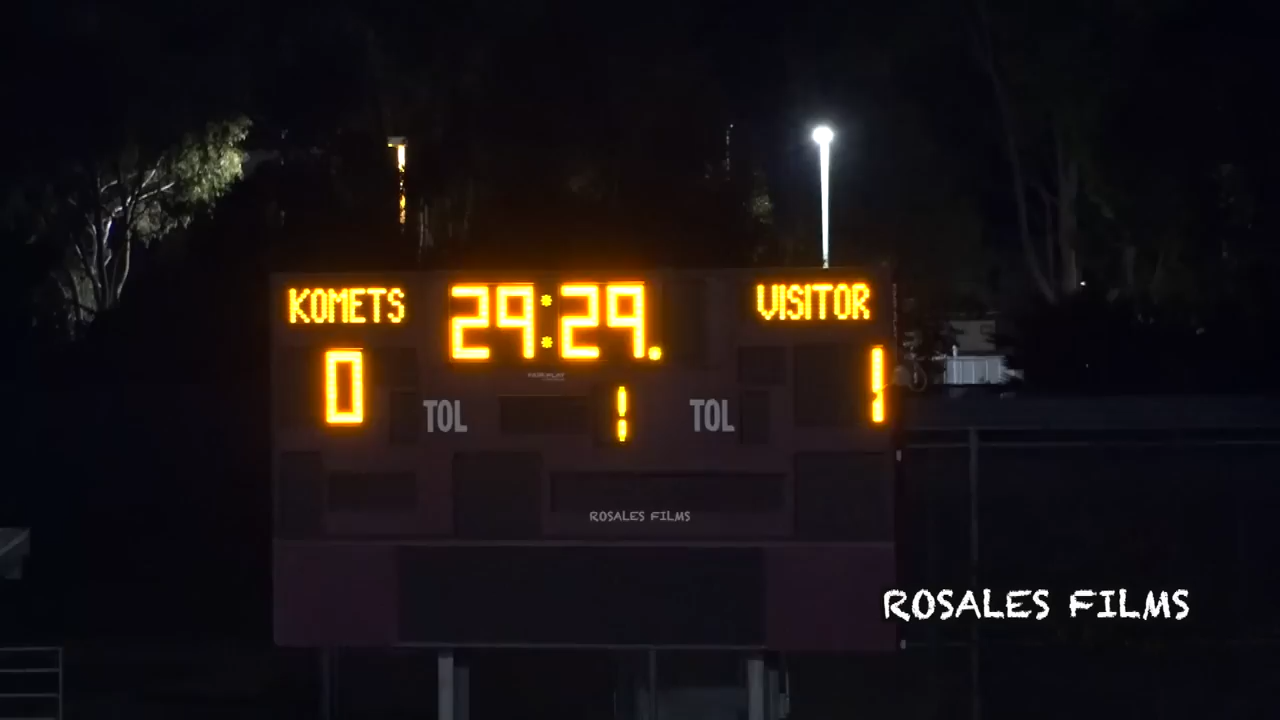 KOMETS 29:29. VISITOR
0 1
TOL 1 TOL
ROSALES FILMS
ROSALES FILMS